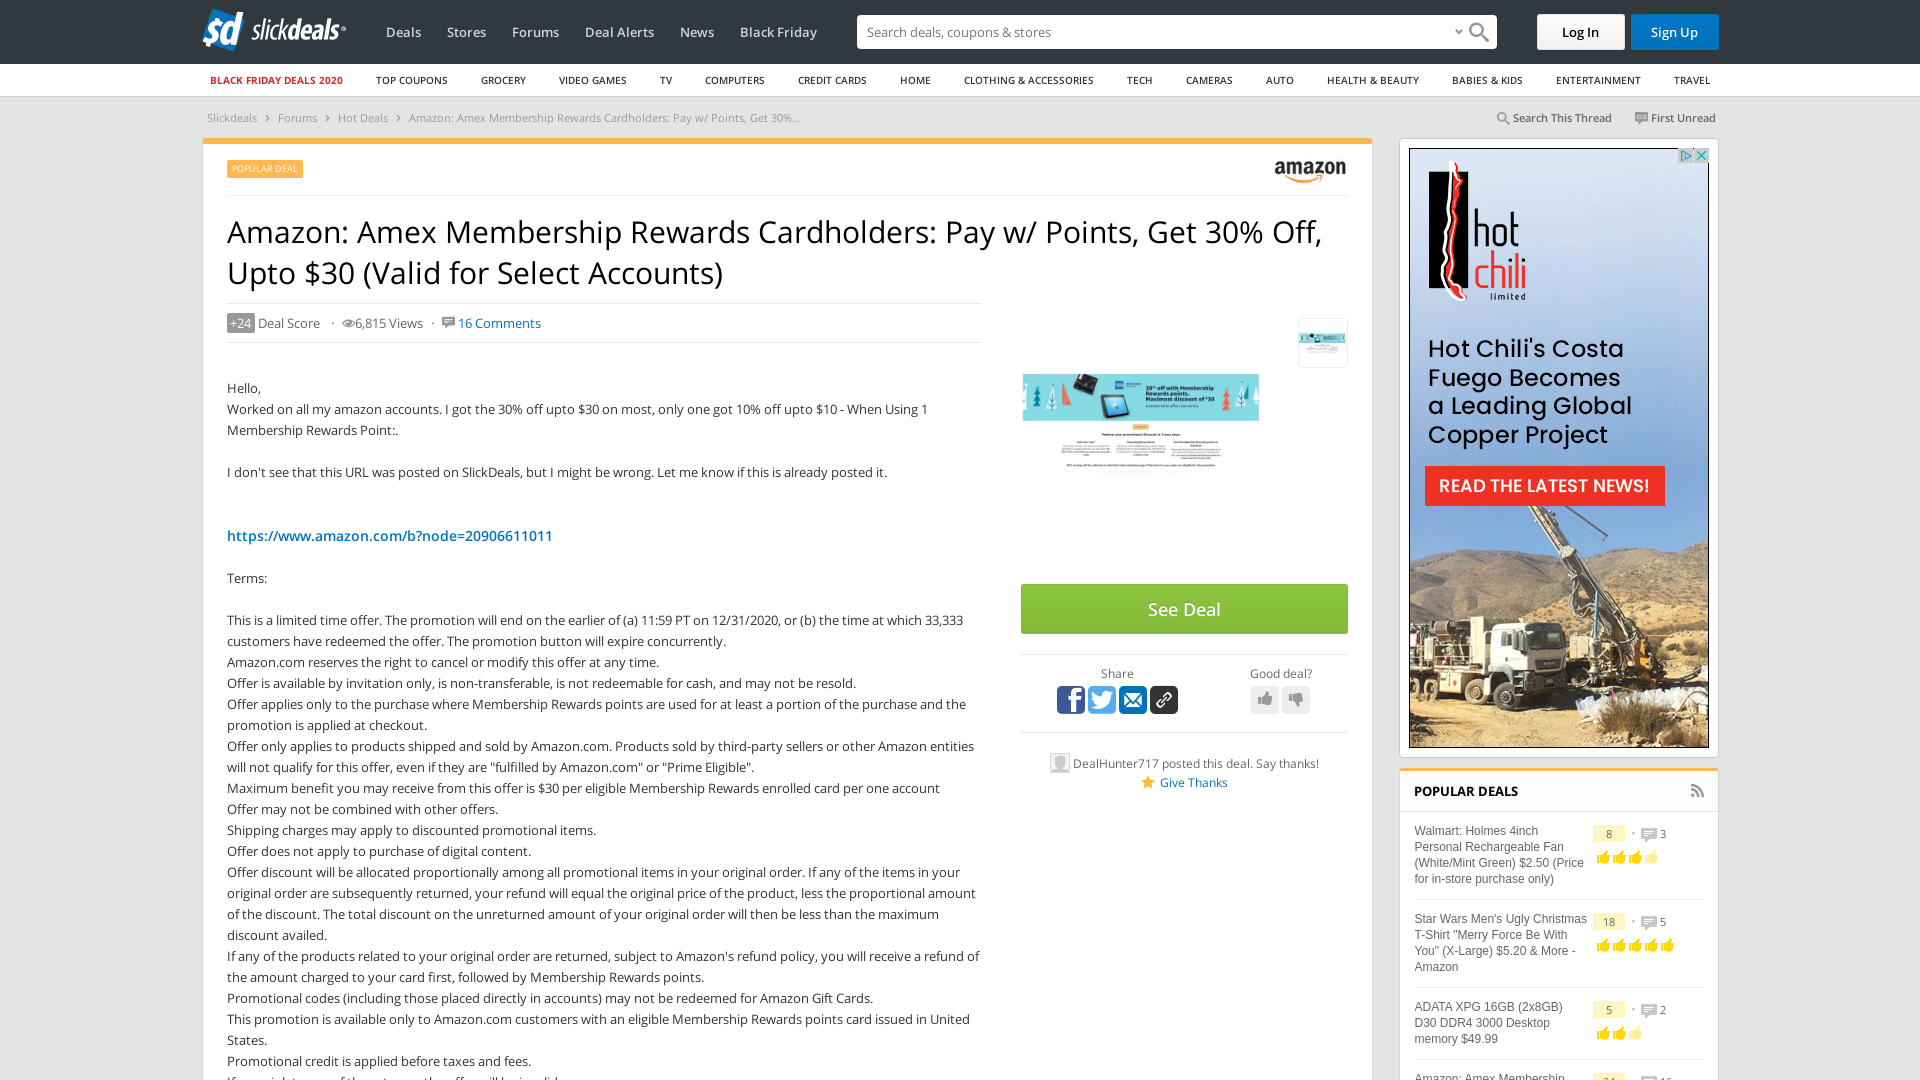 sd slickdeals
Deals
Stores
Forums
Deal Alerts
News
Black Friday
Search deals, coupons & stores
Log In
Sign Up
BLACK FRIDAY DEALS 2020
TOP COUPONS
GROCERY
VIDEO GAMES
TV
COMPUTERS
CREDIT CARDS
HOME
CLOTHING & ACCESSORIES
TECH
CAMERAS
AUTO
HEALTH & BEAUTY
BABIES & KIDS
ENTERTAINMENT
TRAVEL
Slickdeals › Forums › Hot Deals › Amazon: Amex Membership Rewards Cardholders: Pay w/ Points, Get 30%...
Search This Thread
First Unread
POPULAR DEAL
amazon
Amazon: Amex Membership Rewards Cardholders: Pay w/ Points, Get 30% Off,
Upto $30 (Valid for Select Accounts)
+24 Deal Score · 6,815 Views · 16 Comments
Hello,
Worked on all my amazon accounts. I got the 30% off upto $30 on most, only one got 10% off upto $10 - When Using 1
Membership Rewards Point:.
I don't see that this URL was posted on SlickDeals, but I might be wrong. Let me know if this is already posted it.
https://www.amazon.com/b?node=20906611011
Terms:
This is a limited time offer. The promotion will end on the earlier of (a) 11:59 PT on 12/31/2020, or (b) the time at which 33,333
customers have redeemed the offer. The promotion button will expire concurrently.
Amazon.com reserves the right to cancel or modify this offer at any time.
Offer is available by invitation only, is non-transferable, is not redeemable for cash, and may not be resold.
Offer applies only to the purchase where Membership Rewards points are used for at least a portion of the purchase and the
promotion is applied at checkout.
Offer only applies to products shipped and sold by Amazon.com. Products sold by third-party sellers or other Amazon entities
will not qualify for this offer, even if they are "fulfilled by Amazon.com" or "Prime Eligible".
Maximum benefit you may receive from this offer is $30 per eligible Membership Rewards enrolled card per one account
Offer may not be combined with other offers.
Shipping charges may apply to discounted promotional items.
Offer does not apply to purchase of digital content.
Offer discount will be allocated proportionally among all promotional items in your original order. If any of the items in your
original order are subsequently returned, your refund will equal the original price of the product, less the proportional amount
of the discount. The total discount on the unreturned amount of your original order will then be less than the maximum
discount availed.
If any of the products related to your original order are returned, subject to Amazon's refund policy, you will receive a refund of
the amount charged to your card first, followed by Membership Rewards points.
Promotional codes (including those placed directly in accounts) may not be redeemed for Amazon Gift Cards.
This promotion is available only to Amazon.com customers with an eligible Membership Rewards points card issued in United
States.
Promotional credit is applied before taxes and fees.
30% off with Membership
Rewards points.
Maximum discount of $30
See Deal
Share
Good deal?
DealHunter717 posted this deal. Say thanks!
Give Thanks
hot
chili
limited
Hot Chili's Costa
Fuego Becomes
a Leading Global
Copper Project
READ THE LATEST NEWS!
POPULAR DEALS
Walmart: Holmes 4inch
Personal Rechargeable Fan
(White/Mint Green) $2.50 (Price
for in-store purchase only)
8 • 3
Star Wars Men's Ugly Christmas
T-Shirt "Merry Force Be With
You" (X-Large) $5.20 & More -
Amazon
18 • 5
ADATA XPG 16GB (2x8GB)
D30 DDR4 3000 Desktop
memory $49.99
5 • 2
Amazon: Amex Membership